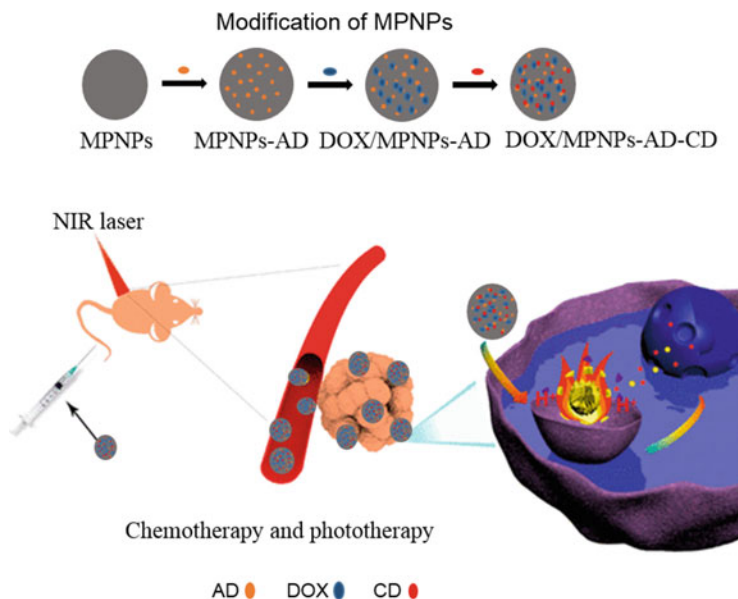 Modification of MPNPs
MPNPs
MPNPs-AD
DOX/MPNPs-AD
DOX/MPNPs-AD-CD
NIR laser
Chemotherapy and phototherapy
AD
DOX
CD